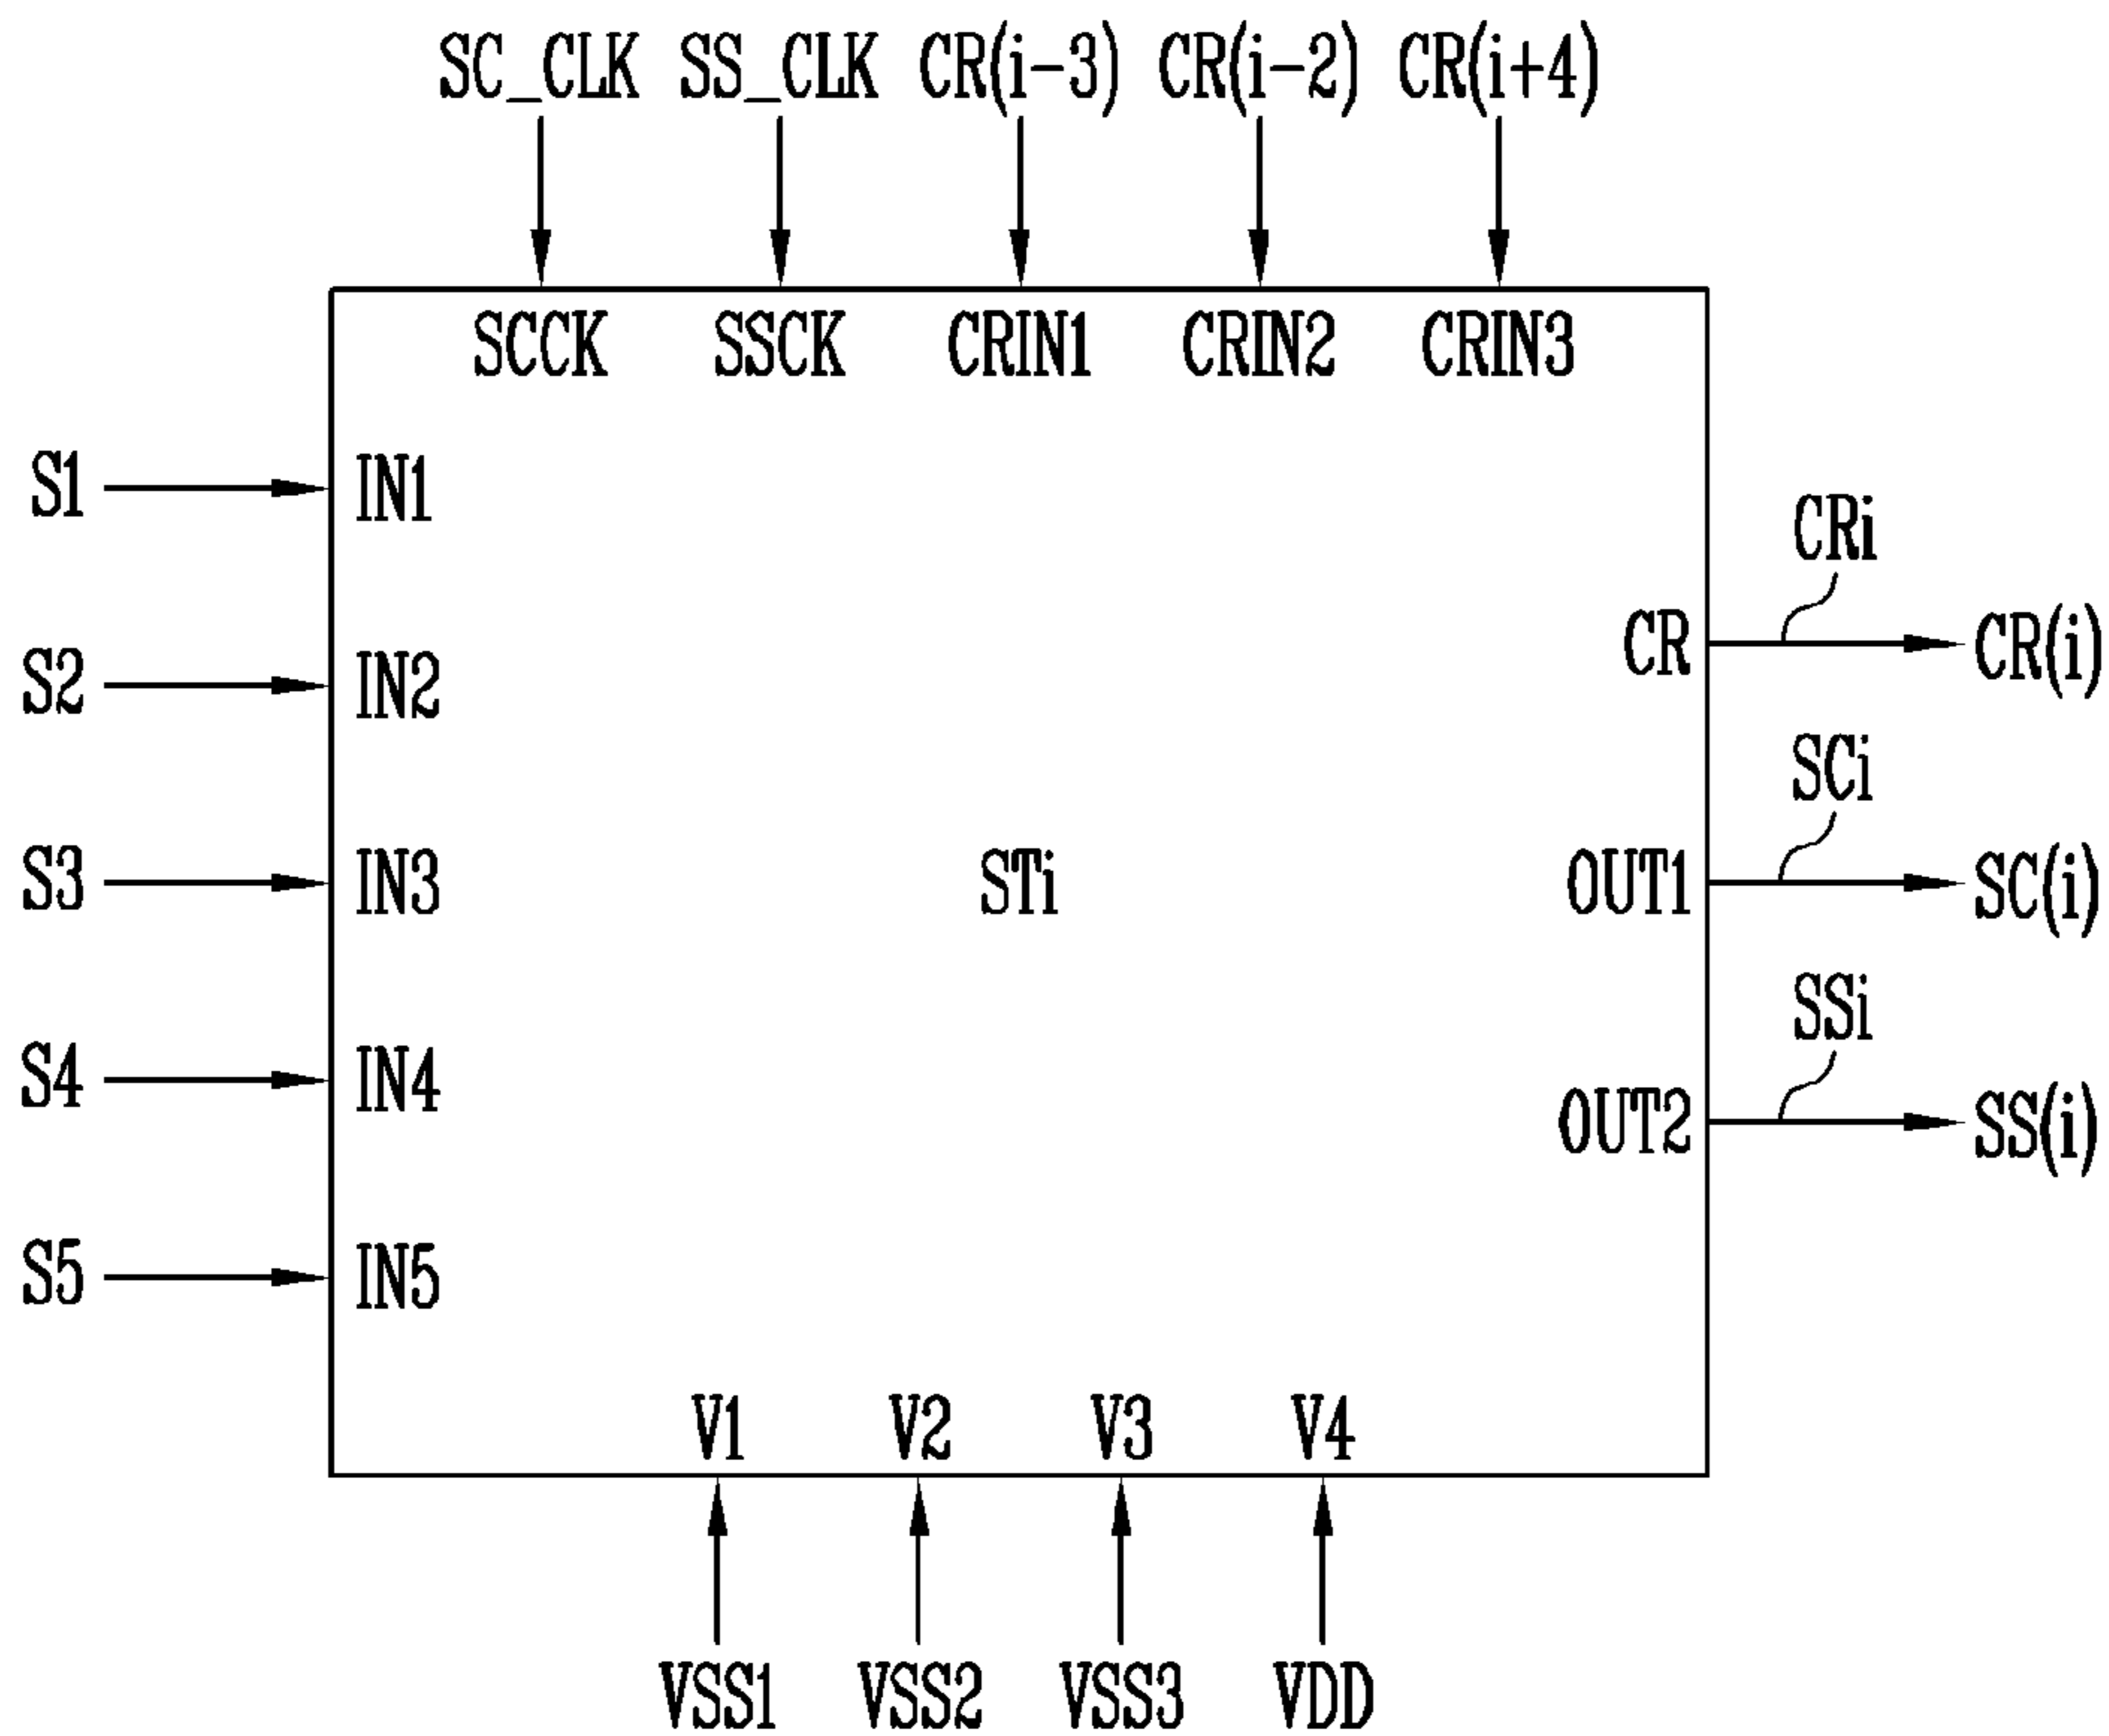 SC_CLK SS_CLK CR(i-3) CR(i-2) CR(i+4)
SCCK SSCK CRIN1 CRIN2 CRIN3
S1 IN1
CRi
S2 IN2 CR CR(i)
SCi
S3 IN3 STi OUT1 SC(i)
SSi
S4 IN4 OUT2 SS(i)
S5 IN5
V1 V2 V3 V4
VSS1 VSS2 VSS3 VDD